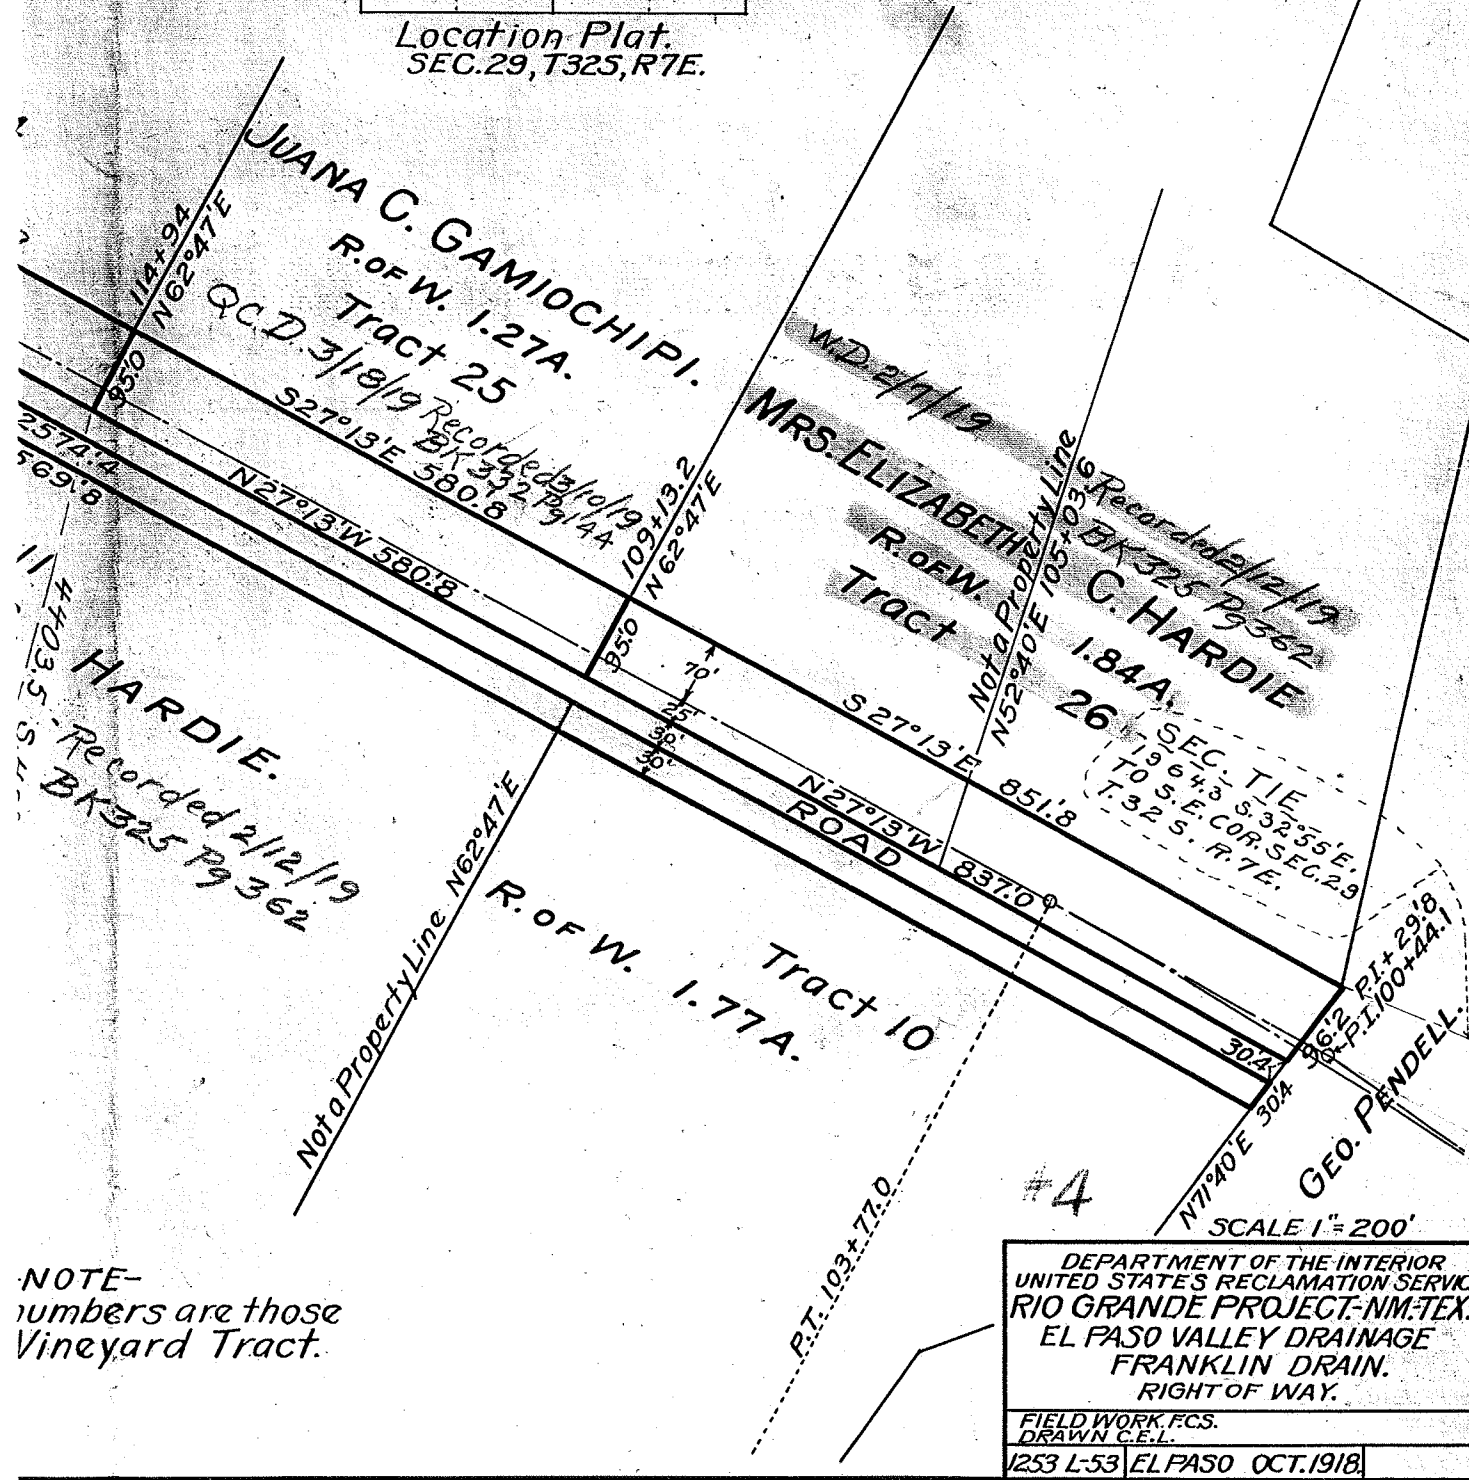 Location Plat.
SEC.29, T32S, R7E.
JUANA C. GAMIOCHIPI.
R. OF W. 1.27A.
Tract 25
Q.C.D. 3/18/19 Recorded 3/10/19
BK 332 Pg 144
114+94
N62°47'E
95.0
S27°13'E 580.8
N27°13'W 580.8
2574.4
569.8
109+13.2
N62°47'E
95.0
W.D. 2/7/19
Recorded 2/12/19
BK 325 Pg 362
MRS. ELIZABETH C. HARDIE
R. OF W. 1.84A.
Tract 26
Not a Property Line
N52°40'E 105+03.6
70'
25'
30'
30'
S27°13'E 851.8
N27°13'W 837.0
ROAD
SEC. TIE
1964.3 S.32°55'E.
TO S.E. COR. SEC. 29
T. 32 S. R. 7E.
4403.5
HARDIE.
Recorded 2/12/19
BK 325 Pg 362
Not a Property Line N62°47'E
R. OF W. 1.77A.
Tract 10
P.I.+29.8
P.I. 100+44.1
96.2
30.4
30.4
N71°40'E
GEO. PENDELL.
P.T. 103+77.0
#4
SCALE 1"=200'
NOTE-
numbers are those
Vineyard Tract.
DEPARTMENT OF THE INTERIOR
UNITED STATES RECLAMATION SERVIC
RIO GRANDE PROJECT-NM-TEX.
EL PASO VALLEY DRAINAGE
FRANKLIN DRAIN.
RIGHT OF WAY.
FIELD WORK F.C.S.
DRAWN C.E.L.
1253 L-53 EL PASO OCT. 1918.